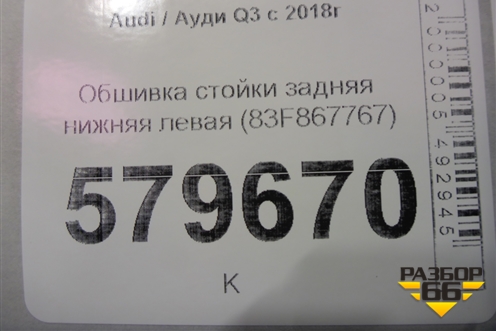 Audi / Ауди Q3 с 2018г
Обшивка стойки задняя
нижняя левая (83F867767)
579670
К
2000005492945
РАЗБОР
66